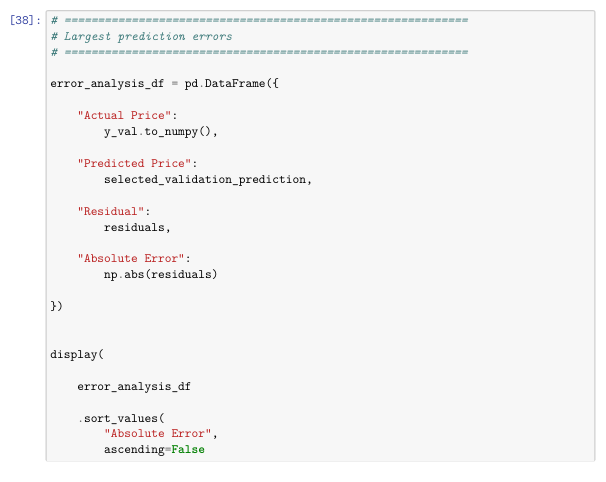 [38]: # ============================================================
# Largest prediction errors
# ============================================================
error_analysis_df = pd.DataFrame({
"Actual Price":
y_val.to_numpy(),
"Predicted Price":
selected_validation_prediction,
"Residual":
residuals,
"Absolute Error":
np.abs(residuals)
})
display(
error_analysis_df
.sort_values(
"Absolute Error",
ascending=False